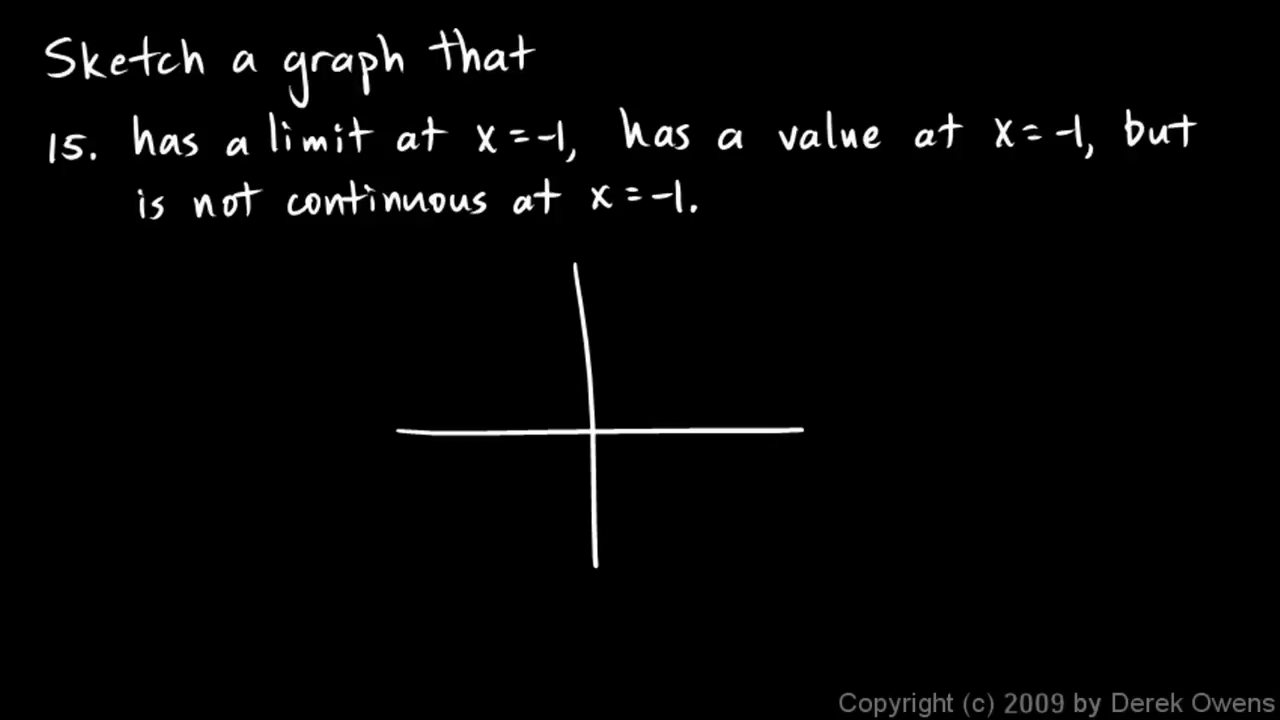 Sketch a graph that
15. has a limit at x = -1, has a value at x = -1, but
is not continuous at x = -1.
Copyright (c) 2009 by Derek Owens